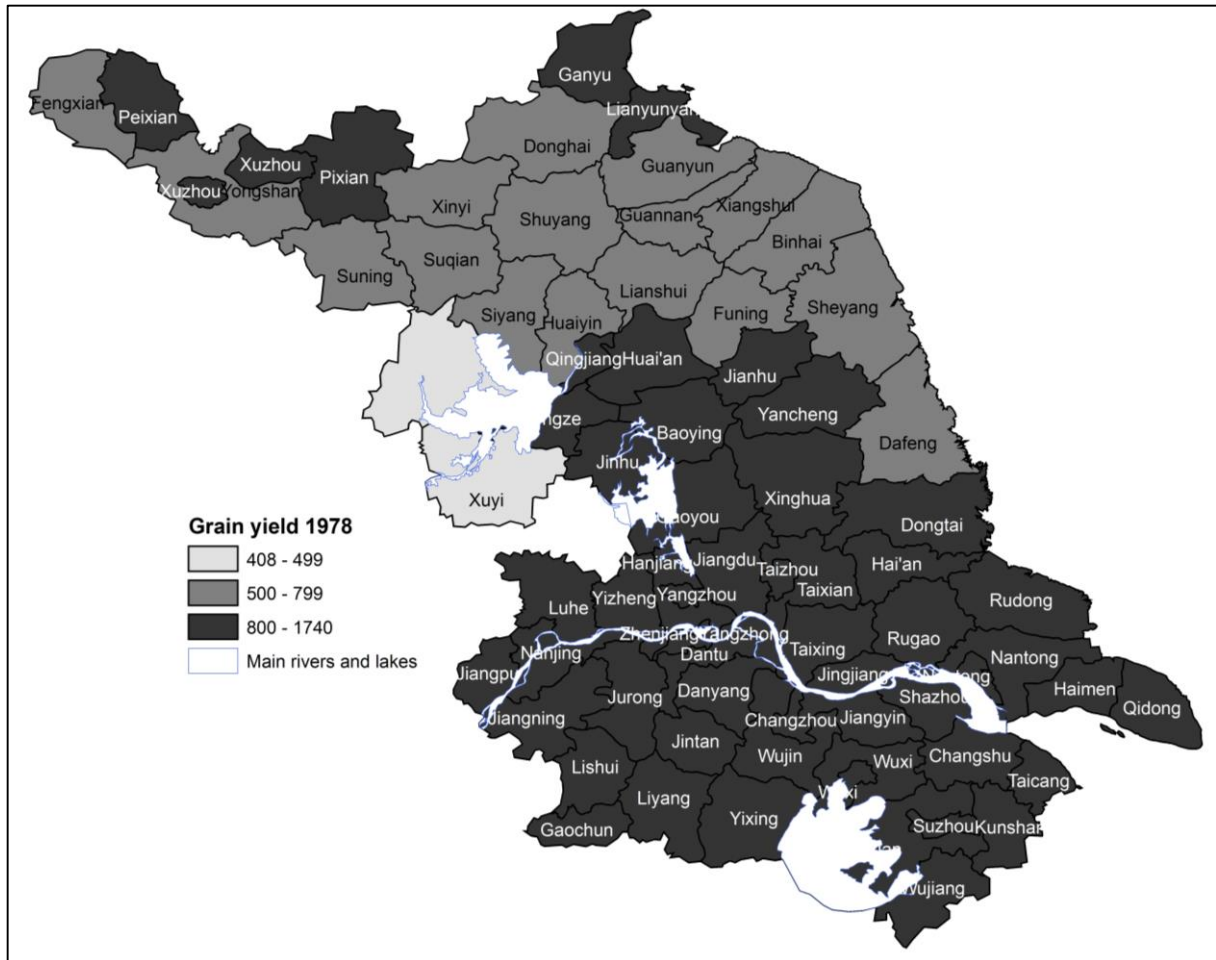 Ganyu
Fengxian
Peixian
Lianyunyan
Donghai
Guanyun
Xuzhou
Pixian
Xuzhou
Yongshan
Xinyi
Shuyang
Guannan
Xiangshui
Binhai
Suning
Suqian
Lianshui
Siyang
Huaiyin
Funing
Sheyang
Qingjiang
Huai'an
Jianhu
Yancheng
Dafeng
Baoying
Jinhu
Xuyi
Xinghua
Dongtai
Grain yield 1978
408 - 499
500 - 799
800 - 1740
Main rivers and lakes
Hanjiang
Jiangdu
Taizhou
Hai'an
Taixian
Luhe
Yizheng
Yangzhou
Rudong
Zhenjiang
Yangzhong
Taixing
Rugao
Nanjing
Dantu
Nantong
Jiangpu
Jurong
Danyang
Jingjiang
Shazhou
Haimen
Qidong
Jiangning
Changzhou
Jiangyin
Jintan
Wujin
Wuxi
Changshu
Lishui
Taicang
Liyang
Yixing
Gaochun
Suzhou
Kunshan
Wujiang